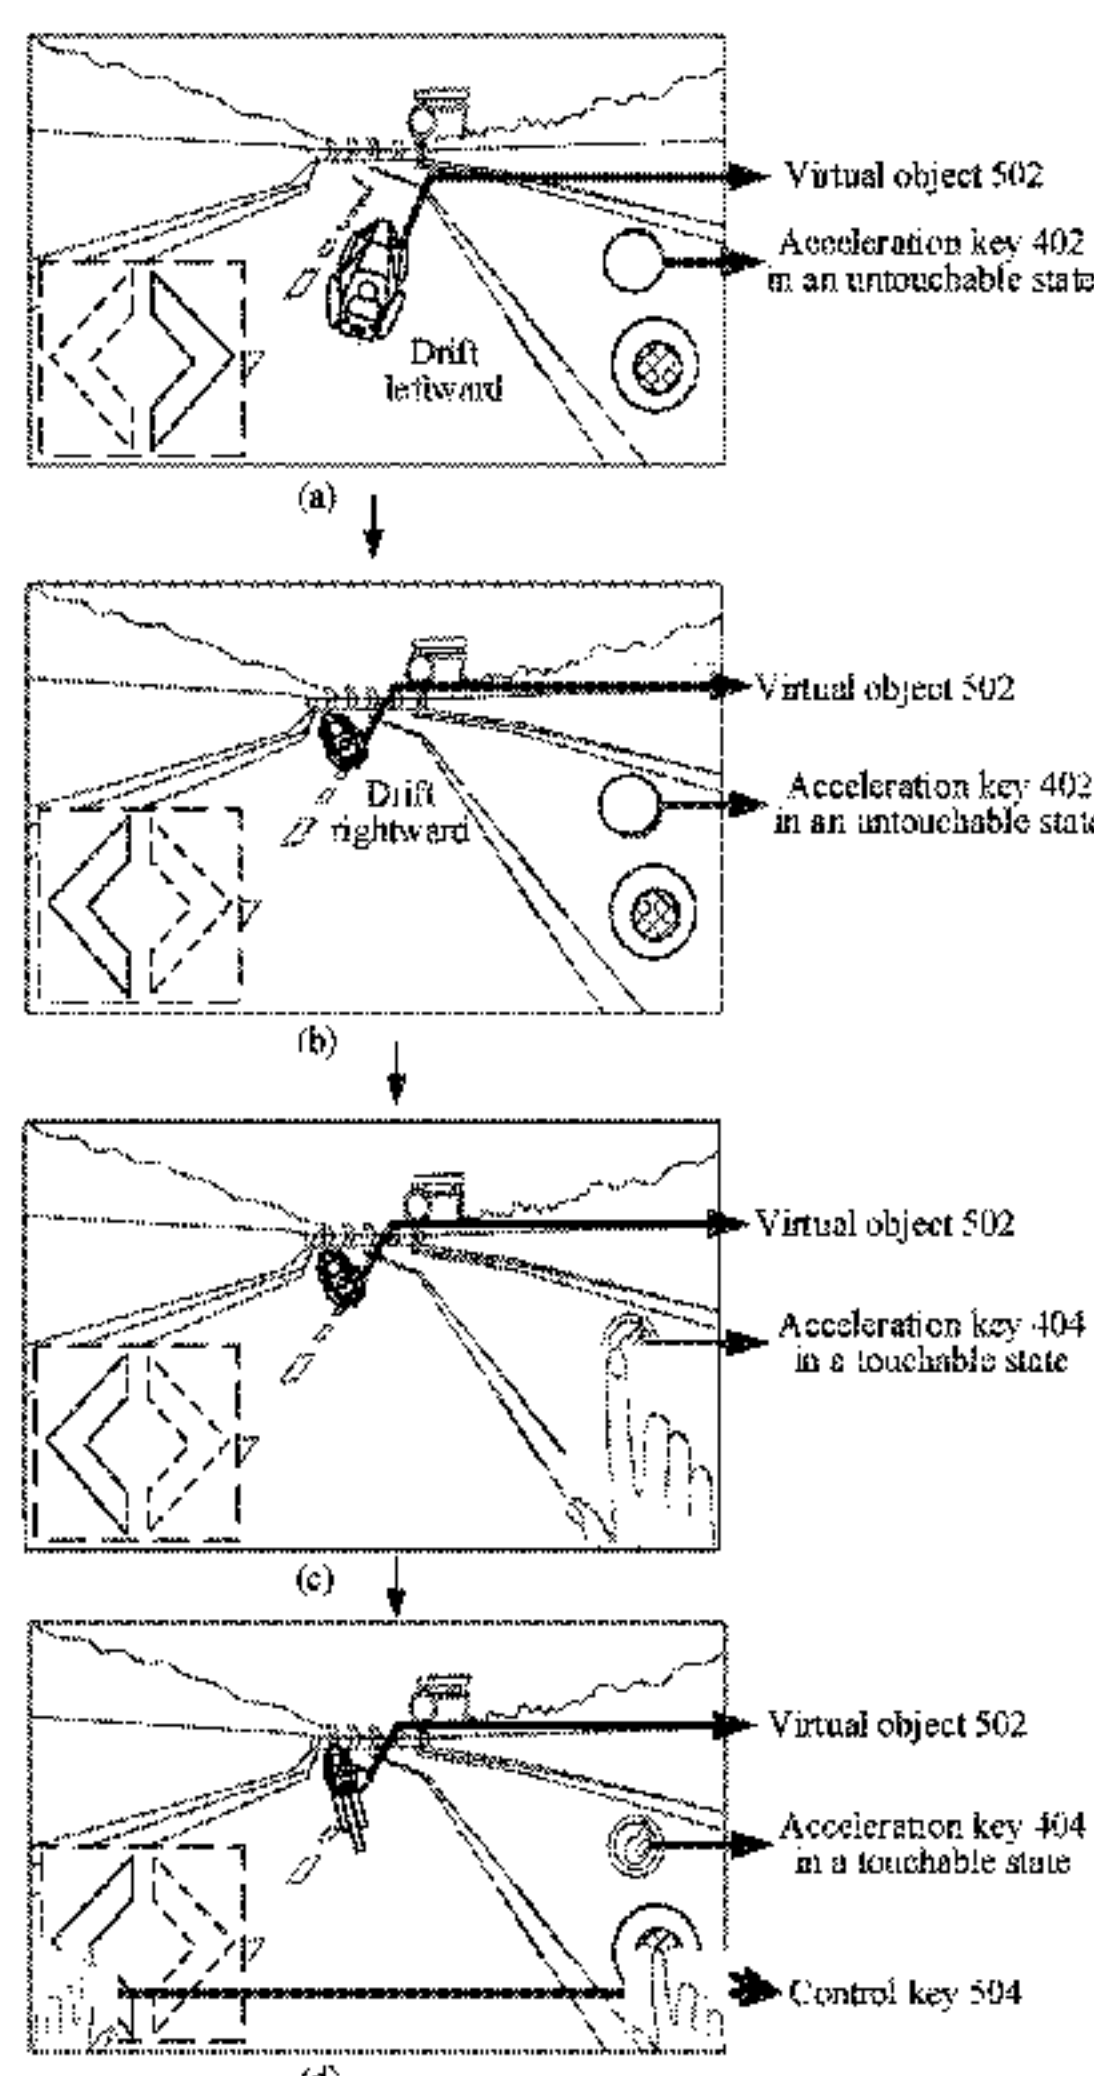 Virtual object 502
Acceleration key 402
in an untouchable state
Drift
leftward
(a)
Virtual object 502
Acceleration key 402
in an untouchable state
Drift
rightward
(b)
Virtual object 502
Acceleration key 404
in a touchable state
(c)
Virtual object 502
Acceleration key 404
in a touchable state
Control key 504
(d)